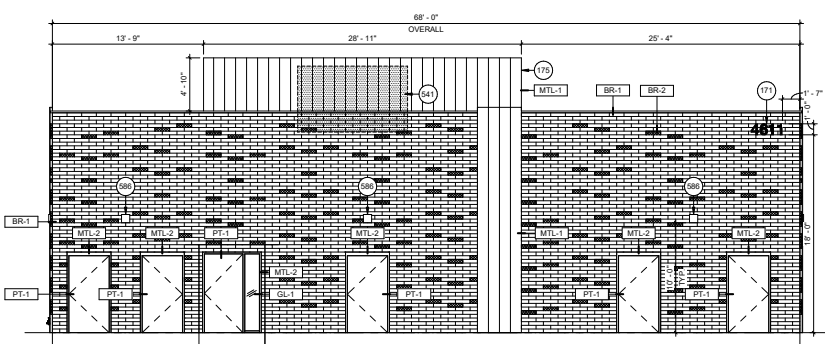 68' - 0"
OVERALL
13' - 9"
28' - 11"
25' - 4"
4' - 10"
175
541
MTL-1
BR-1
BR-2
171
1' - 7"
1' - 0"
4611
586
586
586
BR-1
MTL-2
MTL-2
PT-1
MTL-2
MTL-1
MTL-2
MTL-2
18' - 0"
MTL-2
10' - 0"
TYP.
PT-1
PT-1
GL-1
PT-1
PT-1
PT-1